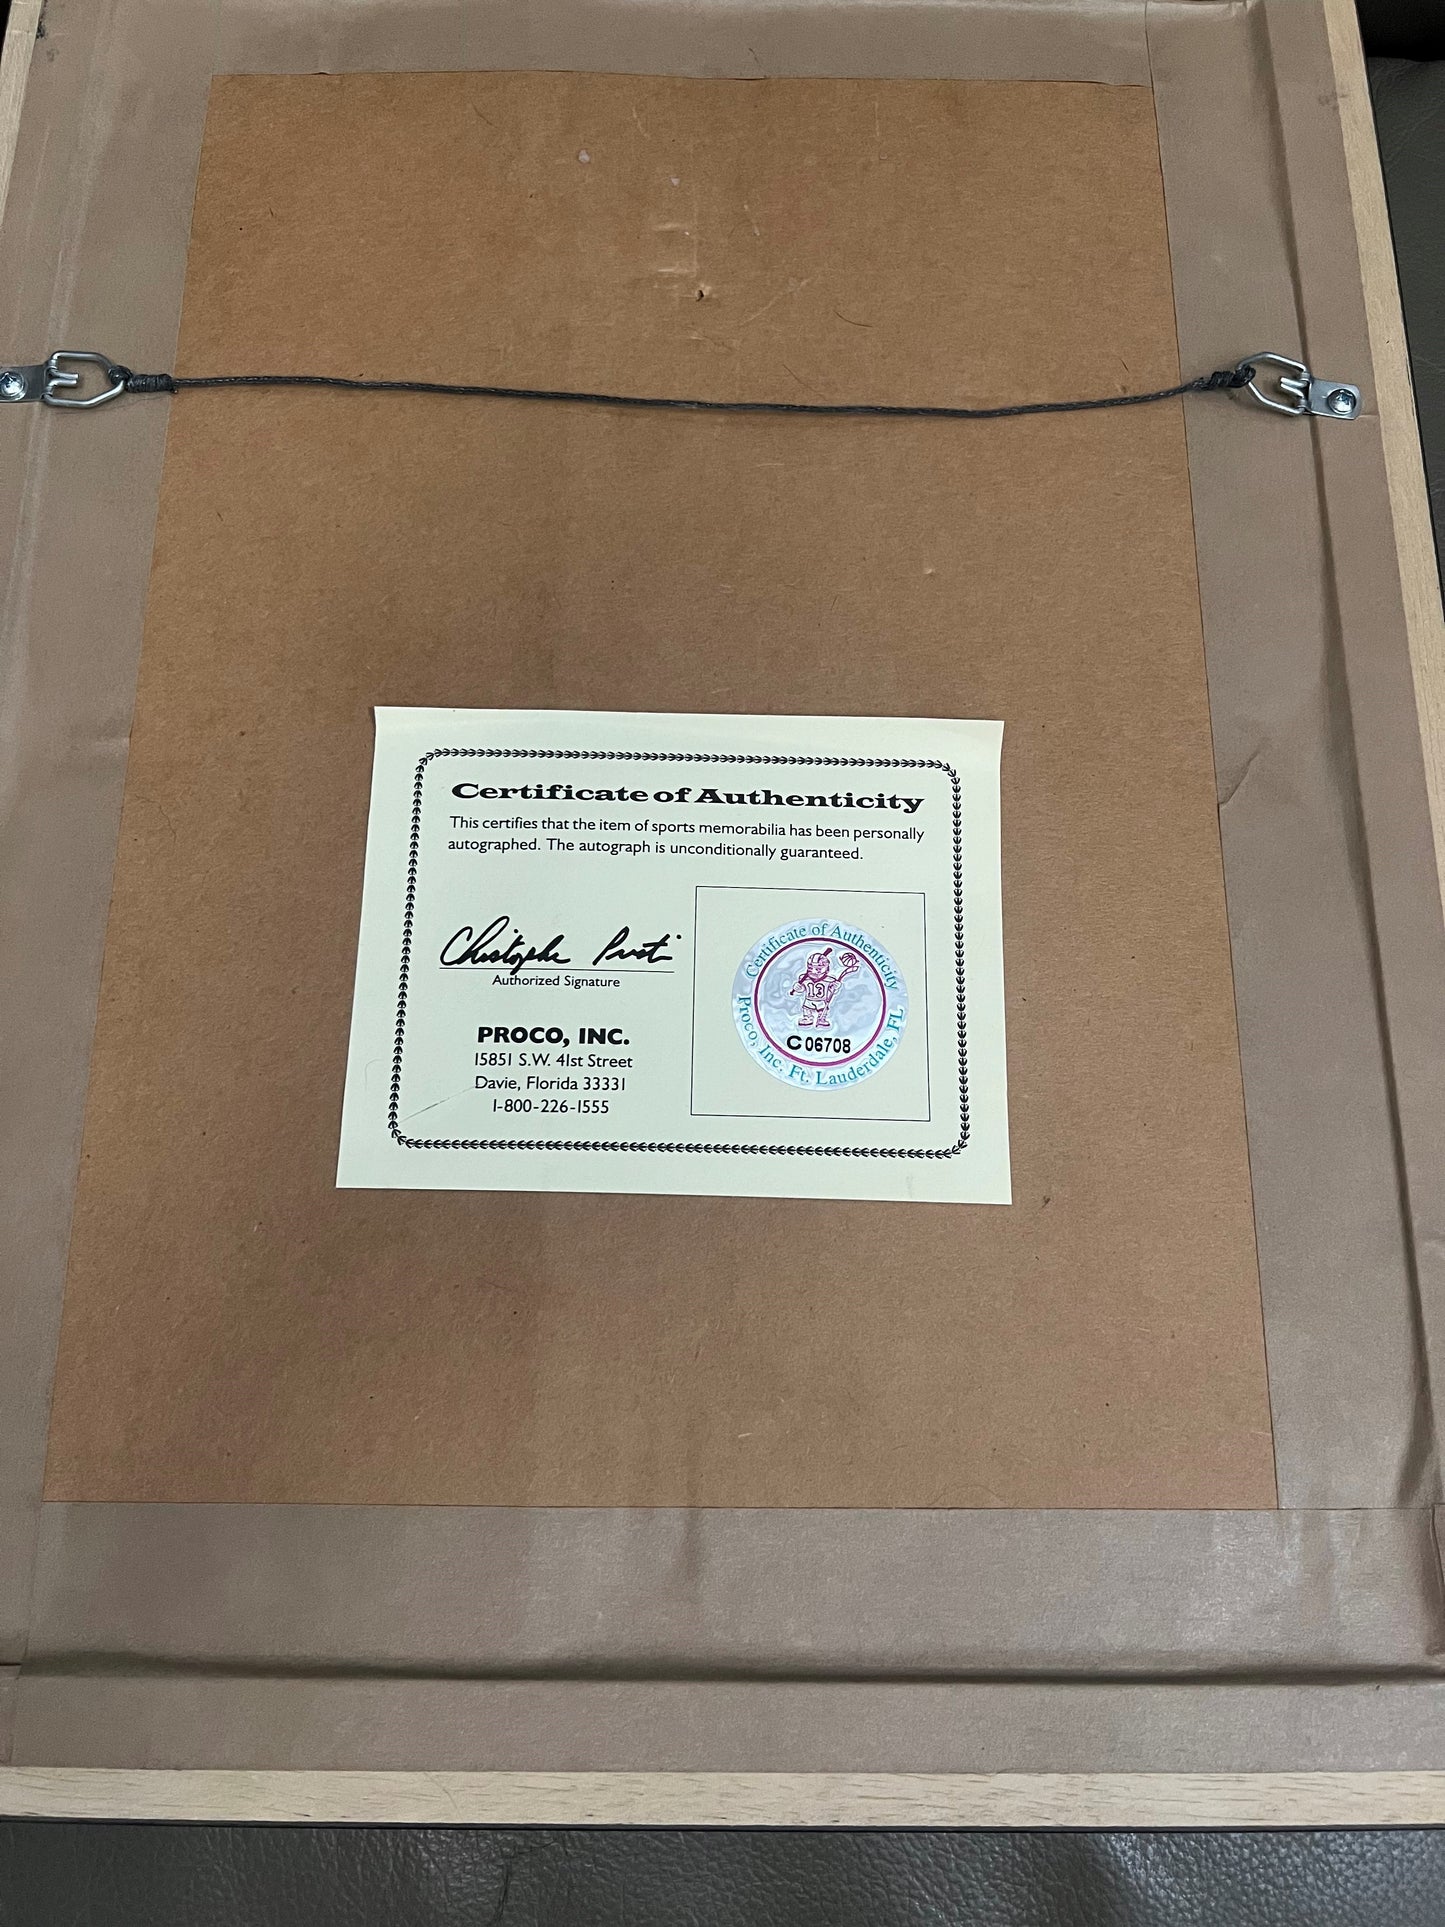 Certificate of Authenticity
This certifies that the item of sports memorabilia has been personally
autographed. The autograph is unconditionally guaranteed.
Authorized Signature
PROCO, INC.
15851 S.W. 41st Street
Davie, Florida 33331
1-800-226-1555
Certificate of Authenticity
13
C 06708
Proco, Inc. Ft. Lauderdale, FL